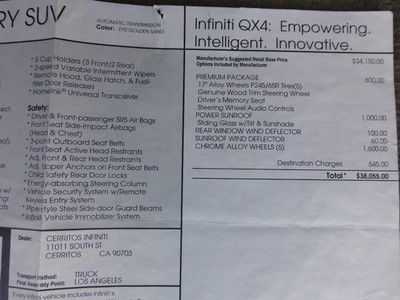 RY SUV
AUTOMATIC TRANSMISSION
Color: EVO GOLDEN SAND
* 5 Cup Holders (3 Front/2 Rear)
* 2-speed Variable Intermittent Wipers
* Remote Hood, Glass Hatch, & Fuel-
filler Door Releases
* HomeLink® Universal Transceiver
Safety:
* Driver & Front-passenger SRS Air Bags
* Front Seat Side-impact Airbags
(Head & Chest)
* 3-point Outboard Seat Belts
* Front Seat Active Head Restraints
* Adj. Front & Rear Head Restraints
* Adj. Upper Anchors on Front Seat Belts
* Child Safety Rear Door Locks
* Energy-absorbing Steering Column
* Vehicle Security System w/Remote
Keyless Entry System
* Pipe-style Steel Side-door Guard Beams
* Infiniti Vehicle Immobilizer System
Dealer: CERRITOS INFINITI
11011 SOUTH ST
CERRITOS CA 90703
Transport Method: TRUCK
Final Assembly Point: LOS ANGELES
Every Infiniti vehicle includes Infiniti's
Infiniti QX4: Empowering.
Intelligent. Innovative.
Manufacturer's Suggested Retail Base Price $34,150.00
Options Included by Manufacturer
PREMIUM PACKAGE 600.00
17" Alloy Wheels P245/65R Tires(5)
Genuine Wood Trim Steering Wheel
Driver's Memory Seat
Steering Wheel Audio Controls
POWER SUNROOF 1,000.00
Sliding Glass w/Tilt & Sunshade
REAR WINDOW WIND DEFLECTOR 100.00
SUNROOF WIND DEFLECTOR 60.00
CHROME ALLOY WHEELS (5) 1,600.00
Destination Charges 545.00
Total* $38,055.00